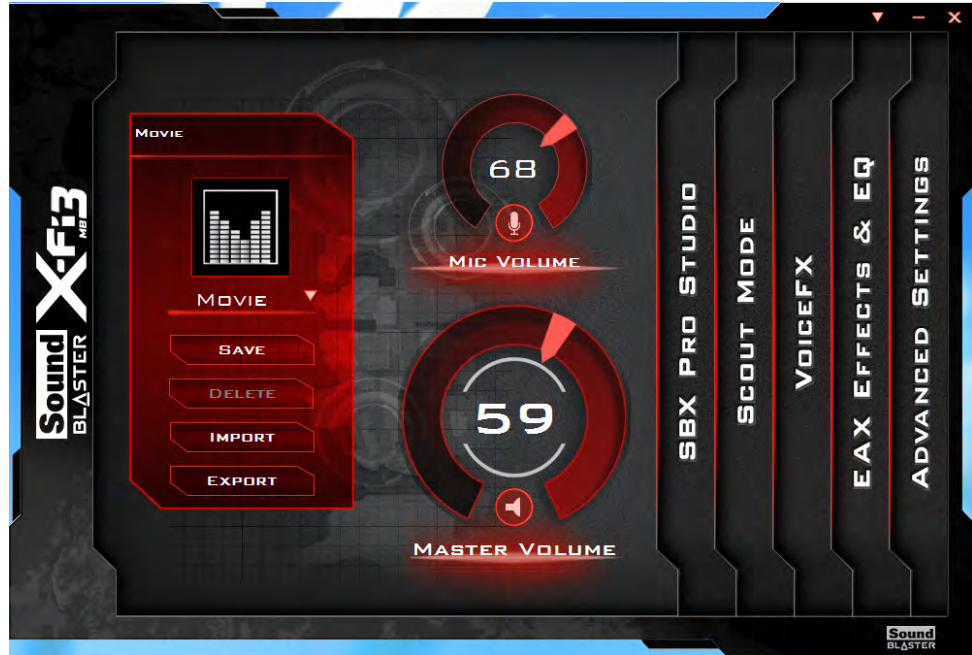 Sound
BLASTER
X-Fi3
MB
MOVIE
MOVIE
SAVE
DELETE
IMPORT
EXPORT
68
MIC VOLUME
59
MASTER VOLUME
SBX PRO STUDIO
SCOUT MODE
VOICEFX
EAX EFFECTS & EQ
ADVANCED SETTINGS
Sound
BLASTER